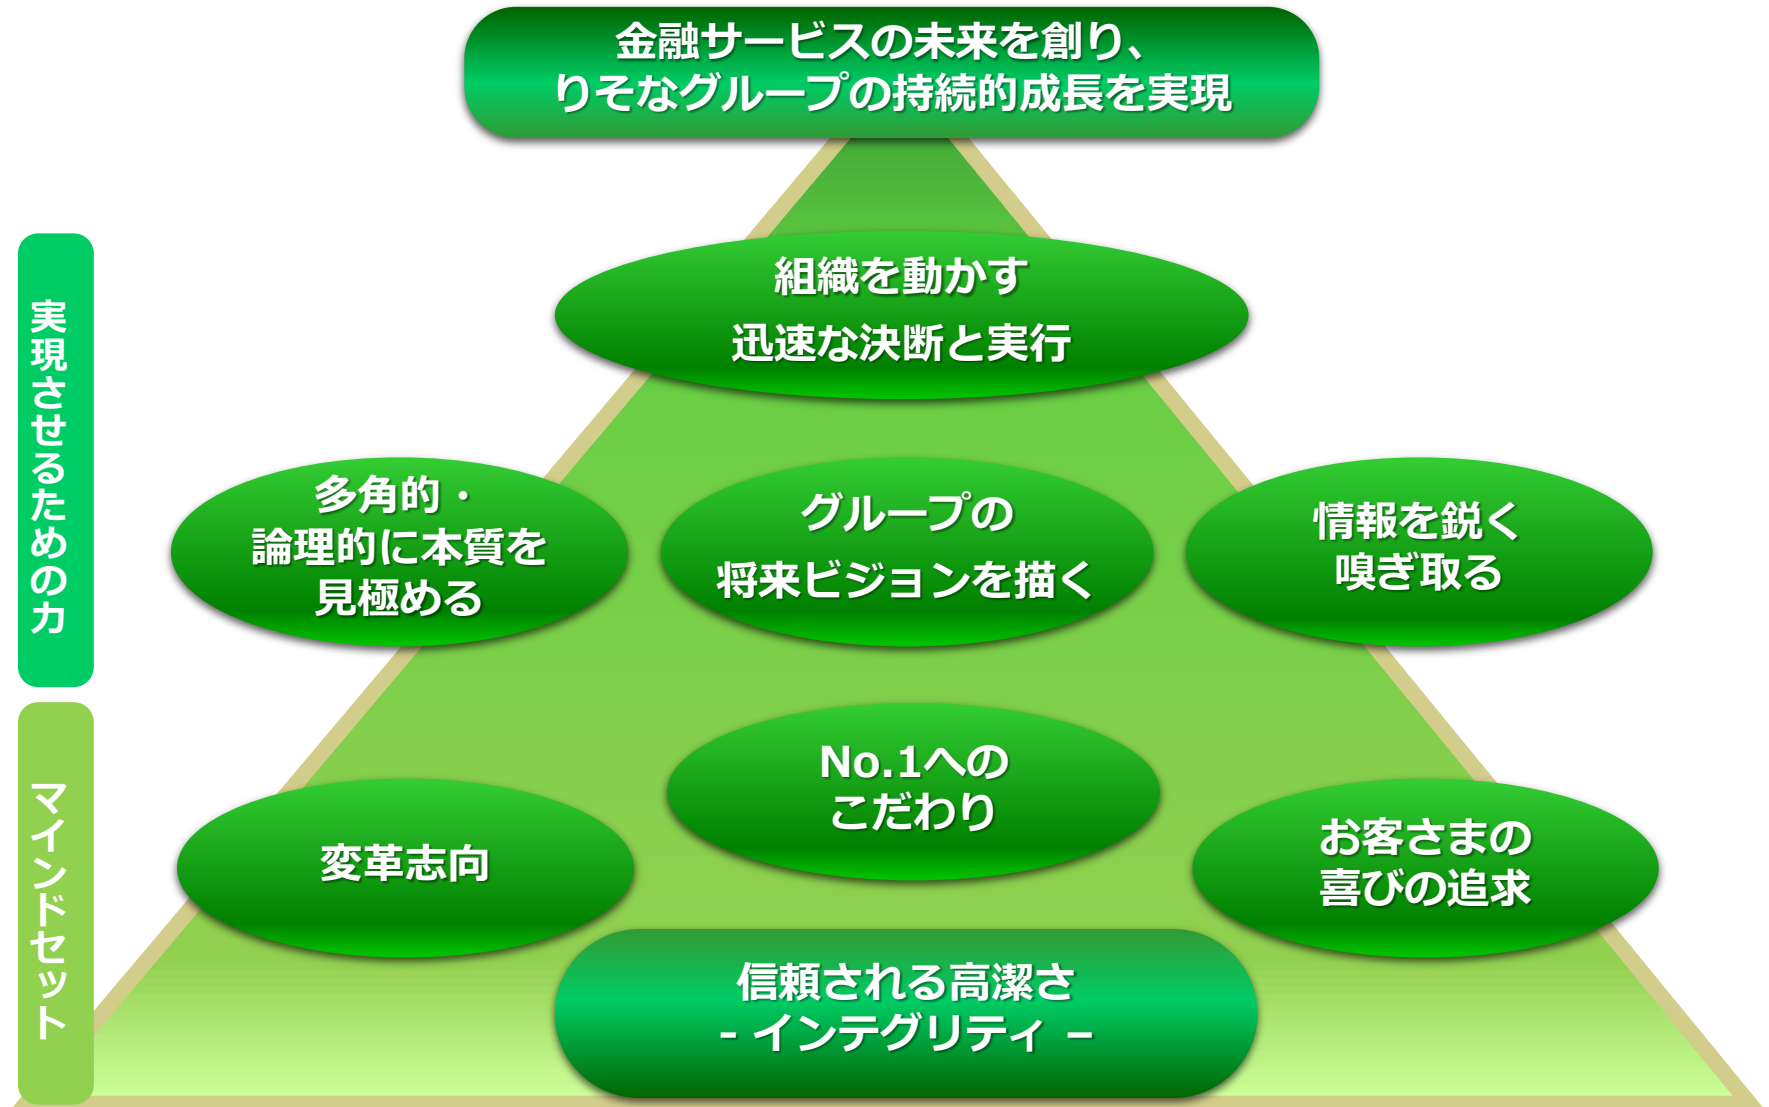 金融サービスの未来を創り、
りそなグループの持続的成長を実現
実現させるための力
組織を動かす
迅速な決断と実行
多角的・
論理的に本質を
見極める
グループの
将来ビジョンを描く
情報を鋭く
嗅ぎ取る
マインドセット
No.1への
こだわり
変革志向
お客さまの
喜びの追求
信頼される高潔さ
- インテグリティ –